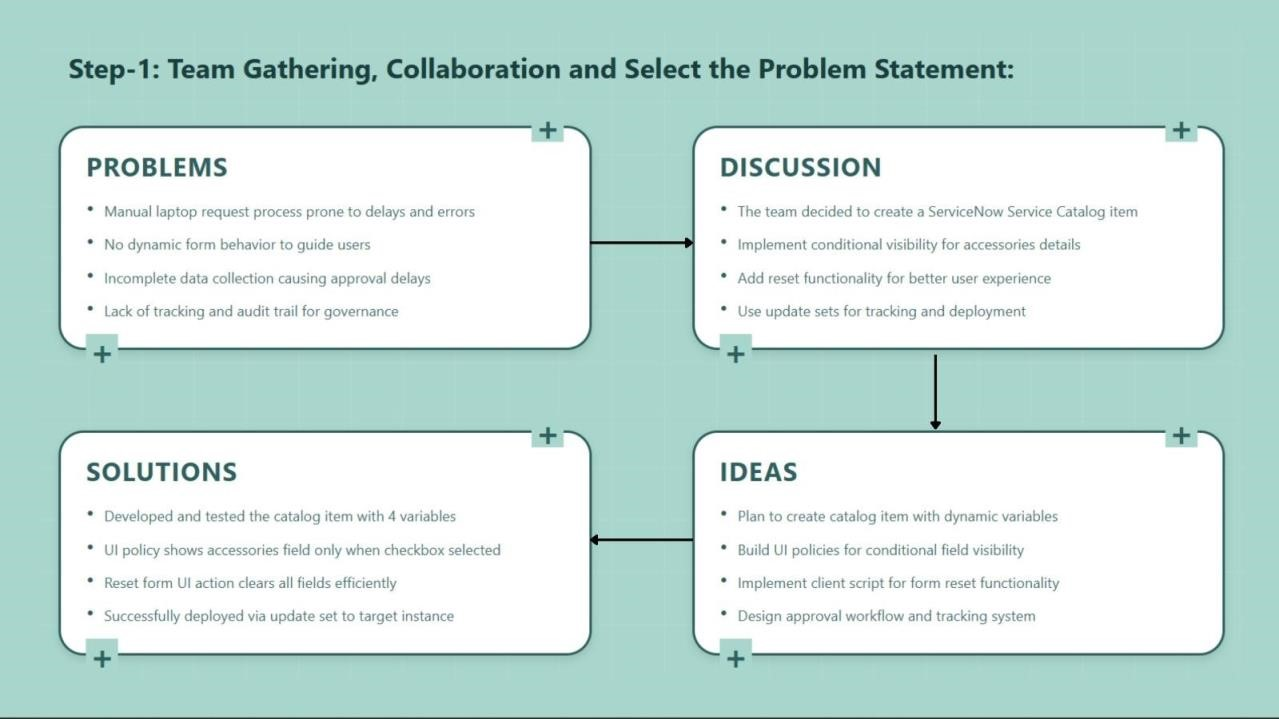 Step-1: Team Gathering, Collaboration and Select the Problem Statement:
PROBLEMS
• Manual laptop request process prone to delays and errors
• No dynamic form behavior to guide users
• Incomplete data collection causing approval delays
• Lack of tracking and audit trail for governance
DISCUSSION
• The team decided to create a ServiceNow Service Catalog item
• Implement conditional visibility for accessories details
• Add reset functionality for better user experience
• Use update sets for tracking and deployment
IDEAS
• Plan to create catalog item with dynamic variables
• Build UI policies for conditional field visibility
• Implement client script for form reset functionality
• Design approval workflow and tracking system
SOLUTIONS
• Developed and tested the catalog item with 4 variables
• UI policy shows accessories field only when checkbox selected
• Reset form UI action clears all fields efficiently
• Successfully deployed via update set to target instance